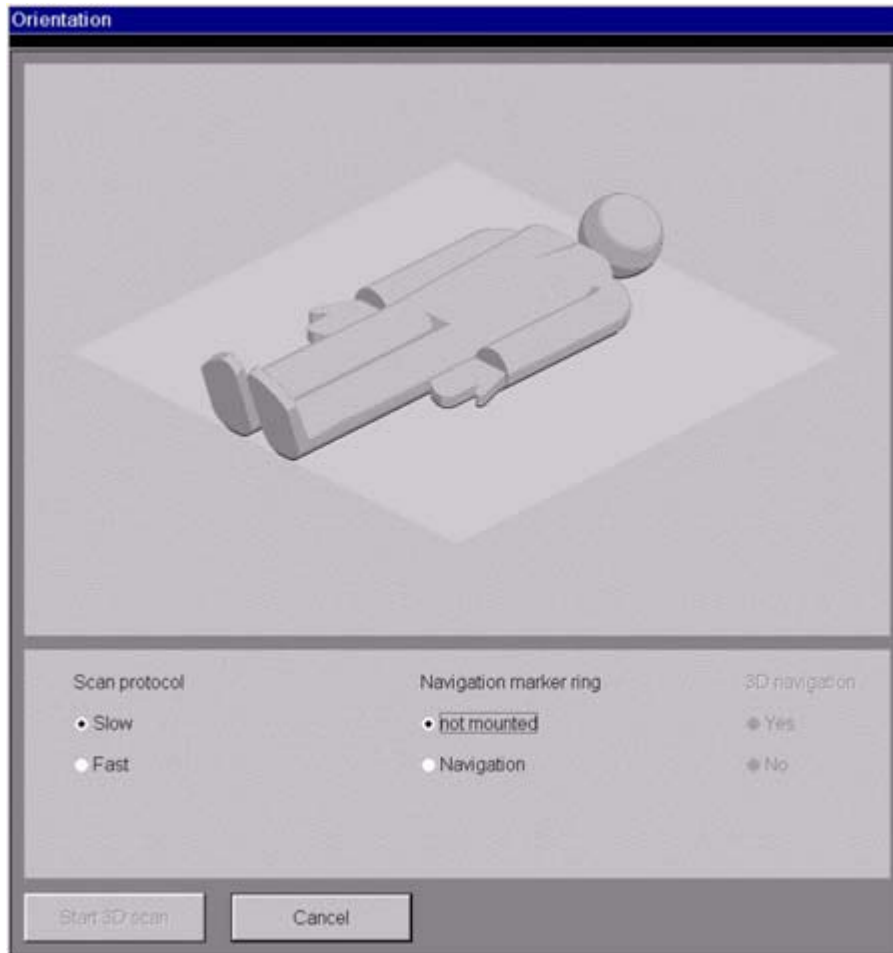 Orientation
Scan protocol
Navigation marker ring
3D navigation
Slow
not mounted
Yes
Fast
Navigation
No
Start 3D scan
Cancel